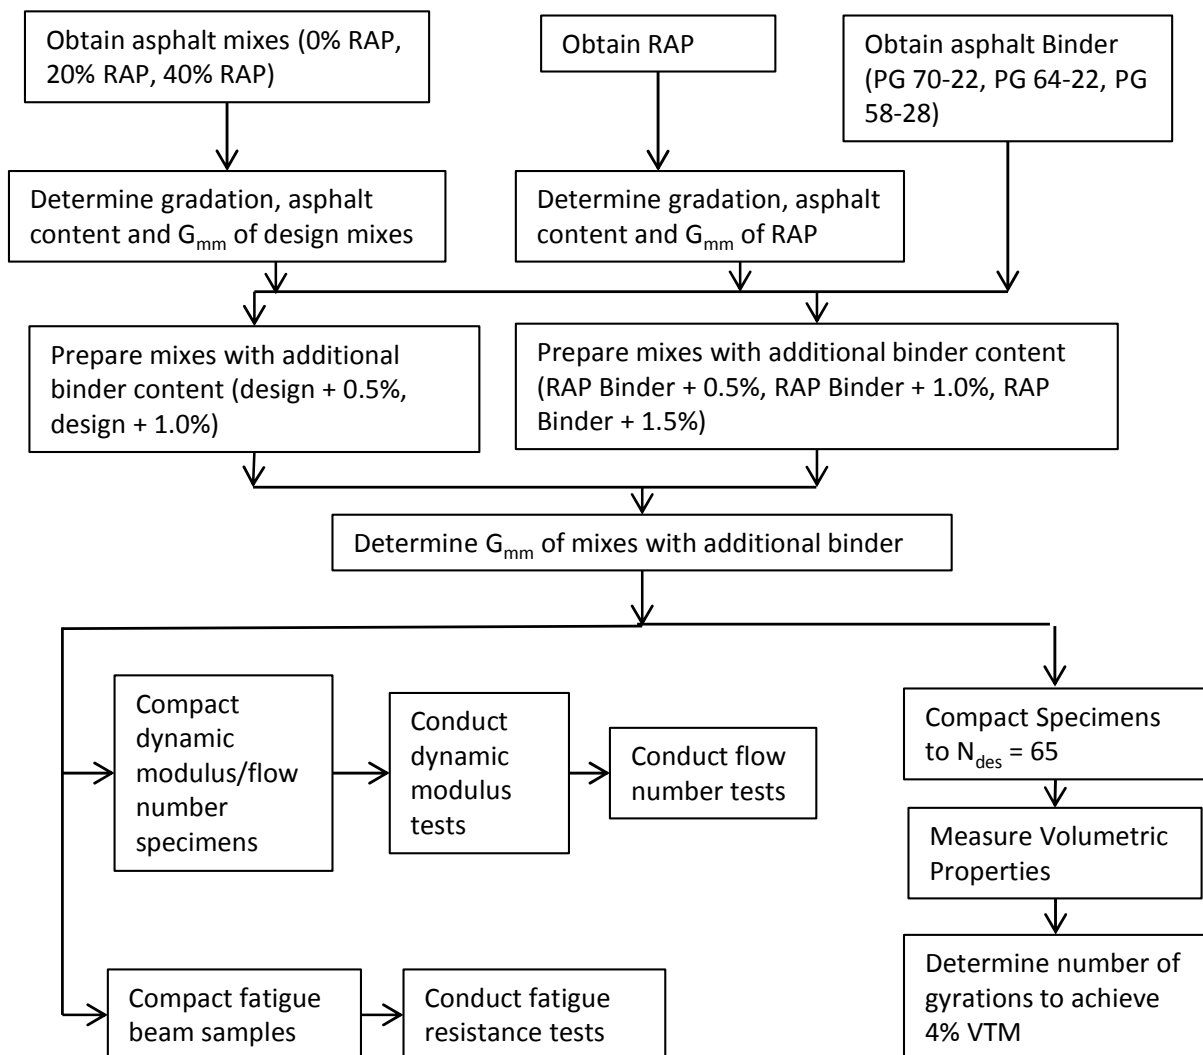 Obtain asphalt mixes (0% RAP,
20% RAP, 40% RAP)
Obtain RAP
Obtain asphalt Binder
(PG 70-22, PG 64-22, PG
58-28)
Determine gradation, asphalt
content and Gmm of design mixes
Determine gradation, asphalt
content and Gmm of RAP
Prepare mixes with additional
binder content (design + 0.5%,
design + 1.0%)
Prepare mixes with additional binder content
(RAP Binder + 0.5%, RAP Binder + 1.0%, RAP
Binder + 1.5%)
Determine Gmm of mixes with additional binder
Compact
dynamic
modulus/flow
number
specimens
Conduct
dynamic
modulus
tests
Conduct flow
number tests
Compact Specimens
to Ndes = 65
Measure Volumetric
Properties
Determine number of
gyrations to achieve
4% VTM
Compact fatigue
beam samples
Conduct fatigue
resistance tests